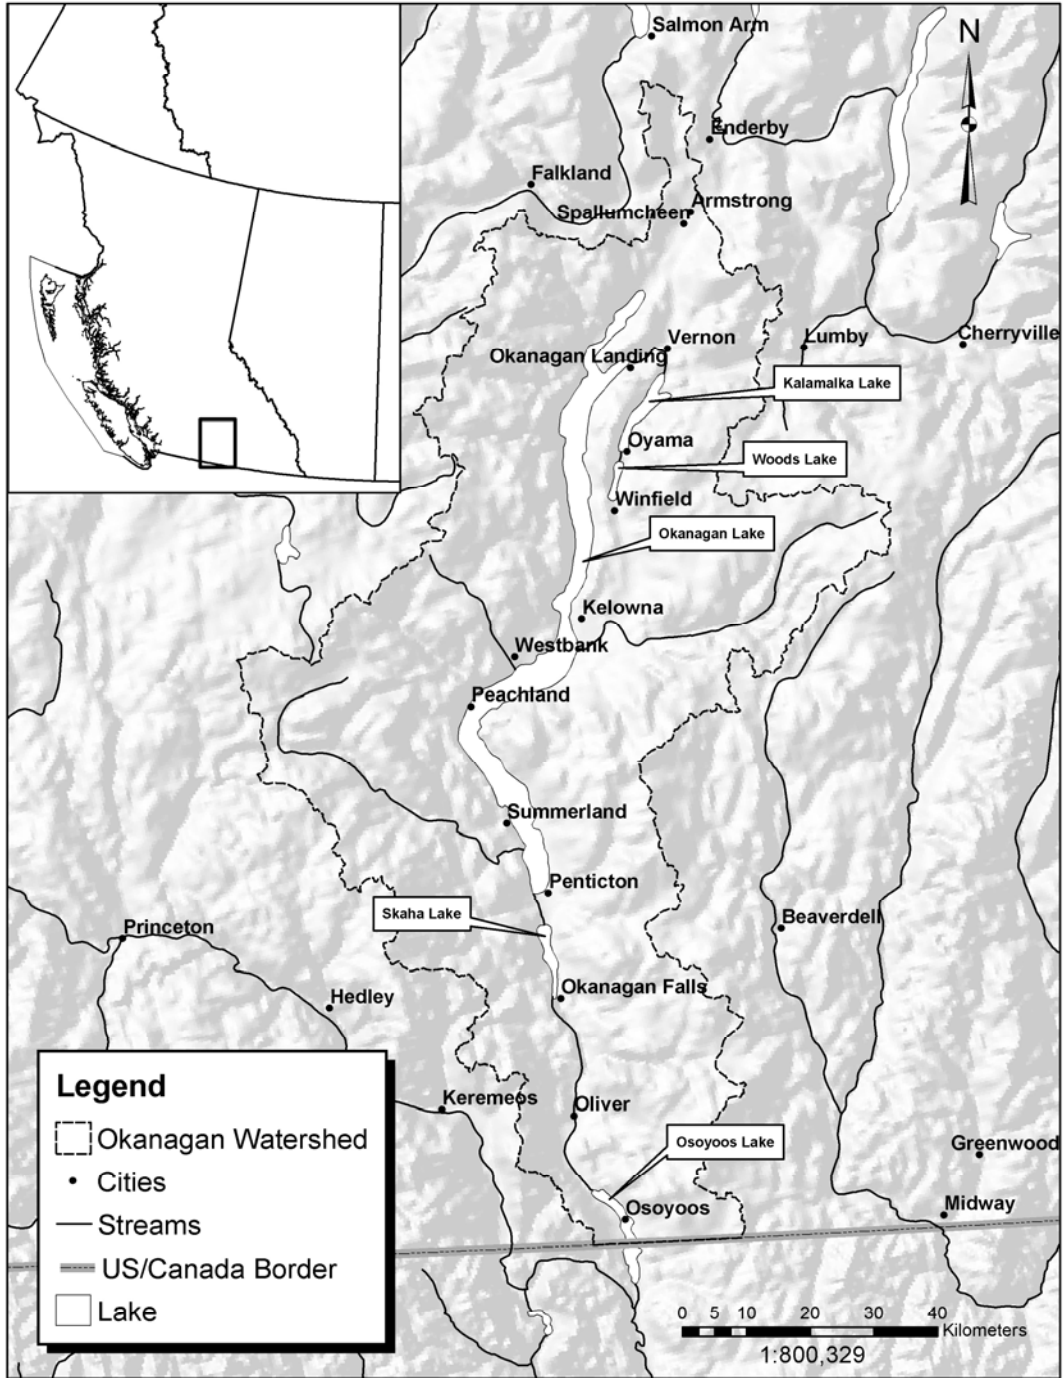 Salmon Arm
N
Enderby
Falkland
Armstrong
Spallumcheen
Vernon
Lumby
Cherryville
Okanagan Landing
Kalamalka Lake
Oyama
Woods Lake
Winfield
Okanagan Lake
Kelowna
Westbank
Peachland
Summerland
Penticton
Skaha Lake
Beaverdell
Princeton
Okanagan Falls
Hedley
Legend
Okanagan Watershed
Cities
Streams
US/Canada Border
Lake
Keremeos
Oliver
Osoyoos Lake
Greenwood
Osoyoos
Midway
0 5 10 20 30 40
Kilometers
1:800,329